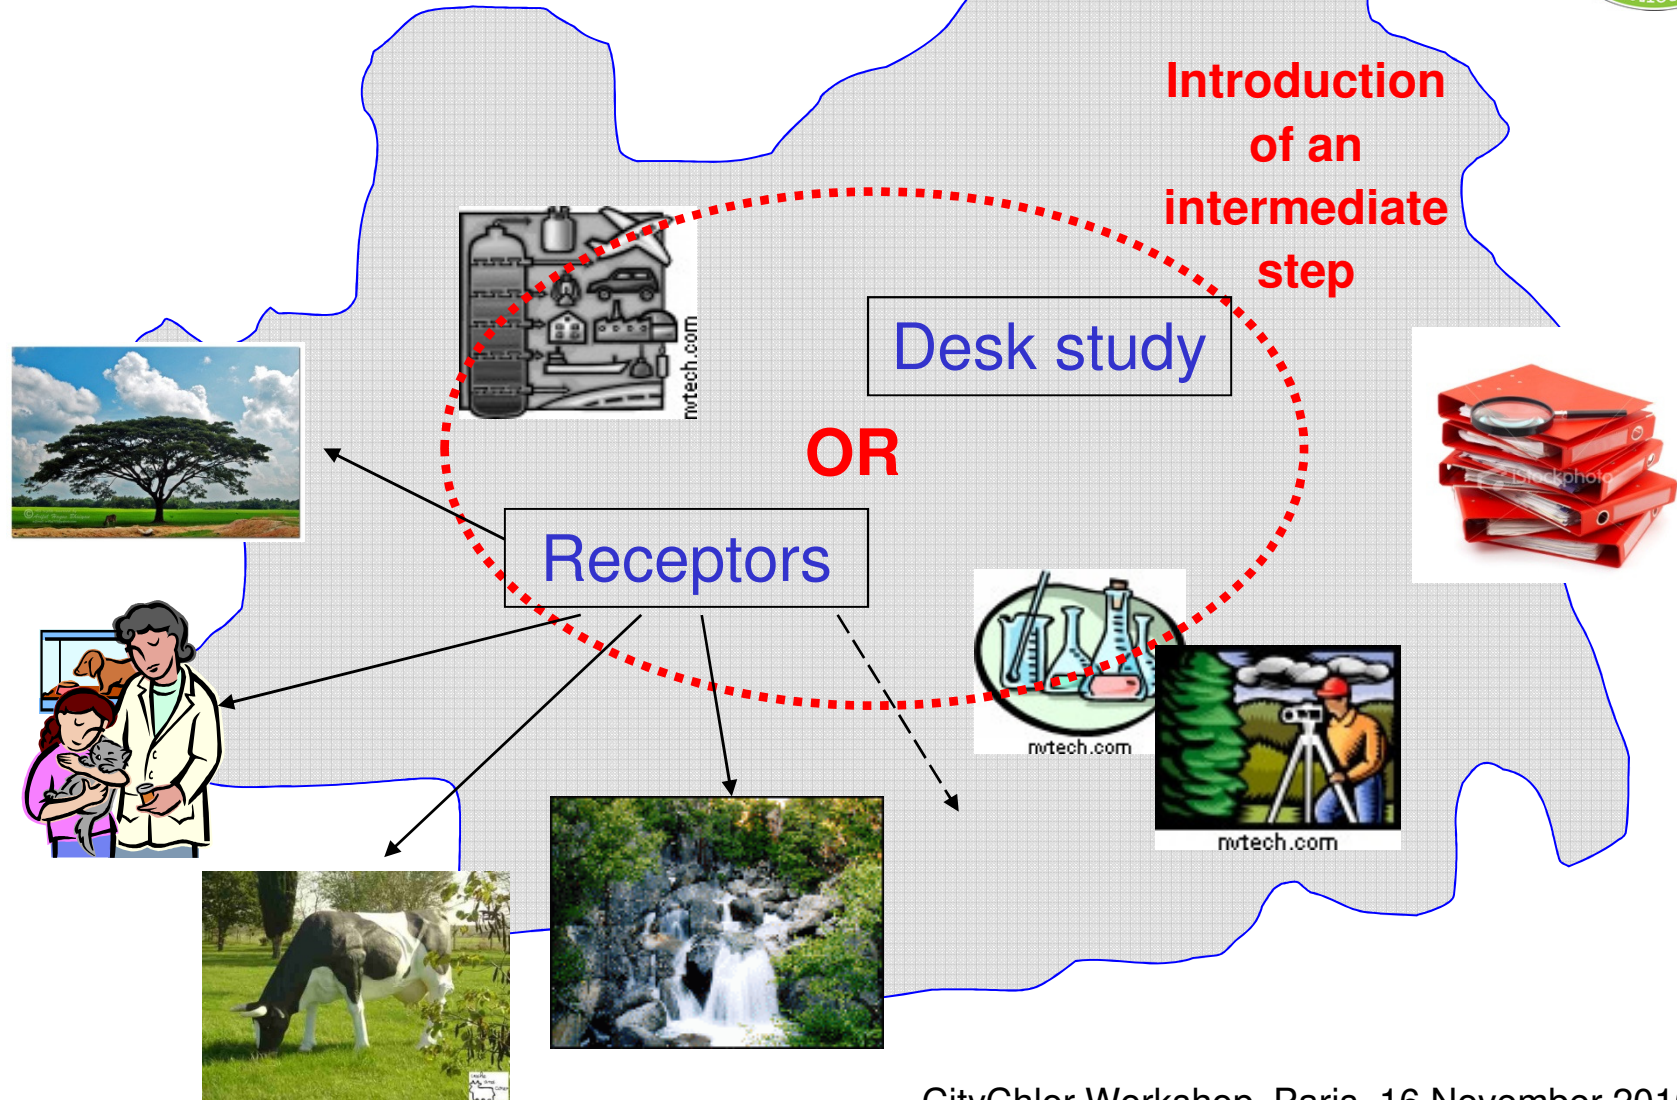 Introduction
of an
intermediate
step
nvtech.com
Desk study
OR
iStockphoto
Receptors
nvtech.com
nvtech.com
CityChlor Workshop, Paris, 16 November